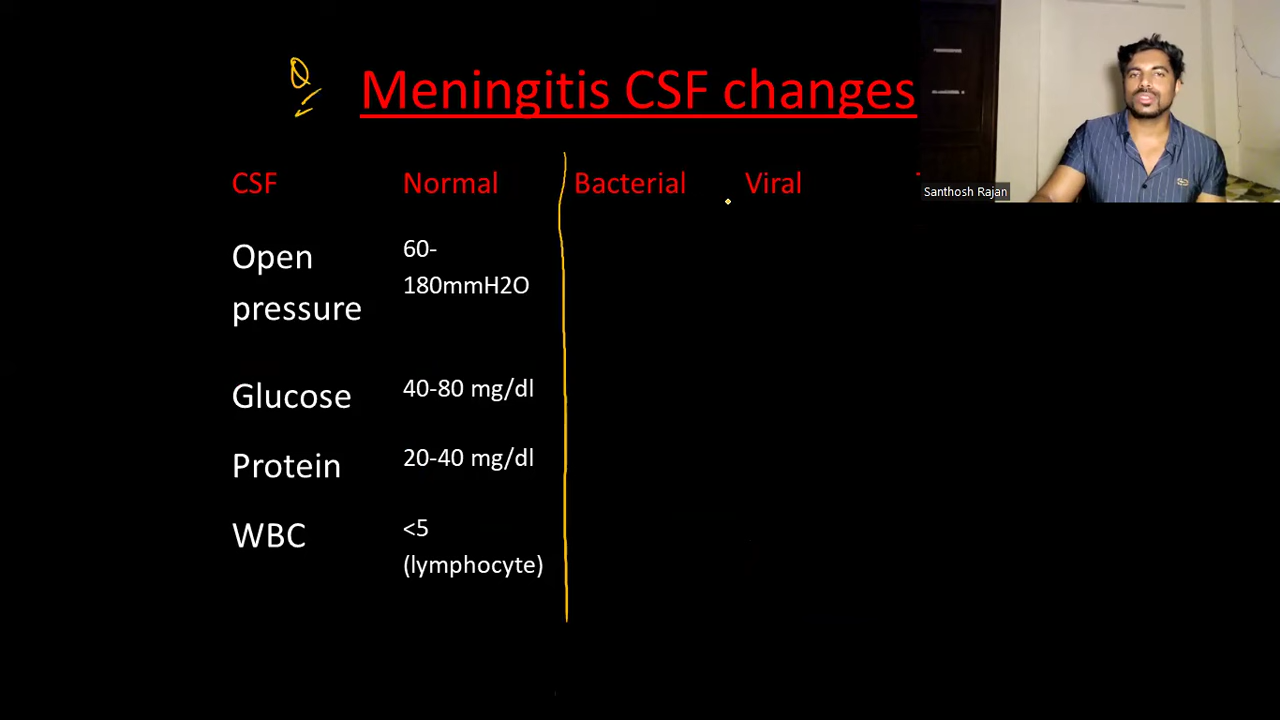 Q
Meningitis CSF changes
CSF Normal Bacterial Viral
Santhosh Rajan
Open pressure 60-180mmH2O
Glucose 40-80 mg/dl
Protein 20-40 mg/dl
WBC <5 (lymphocyte)